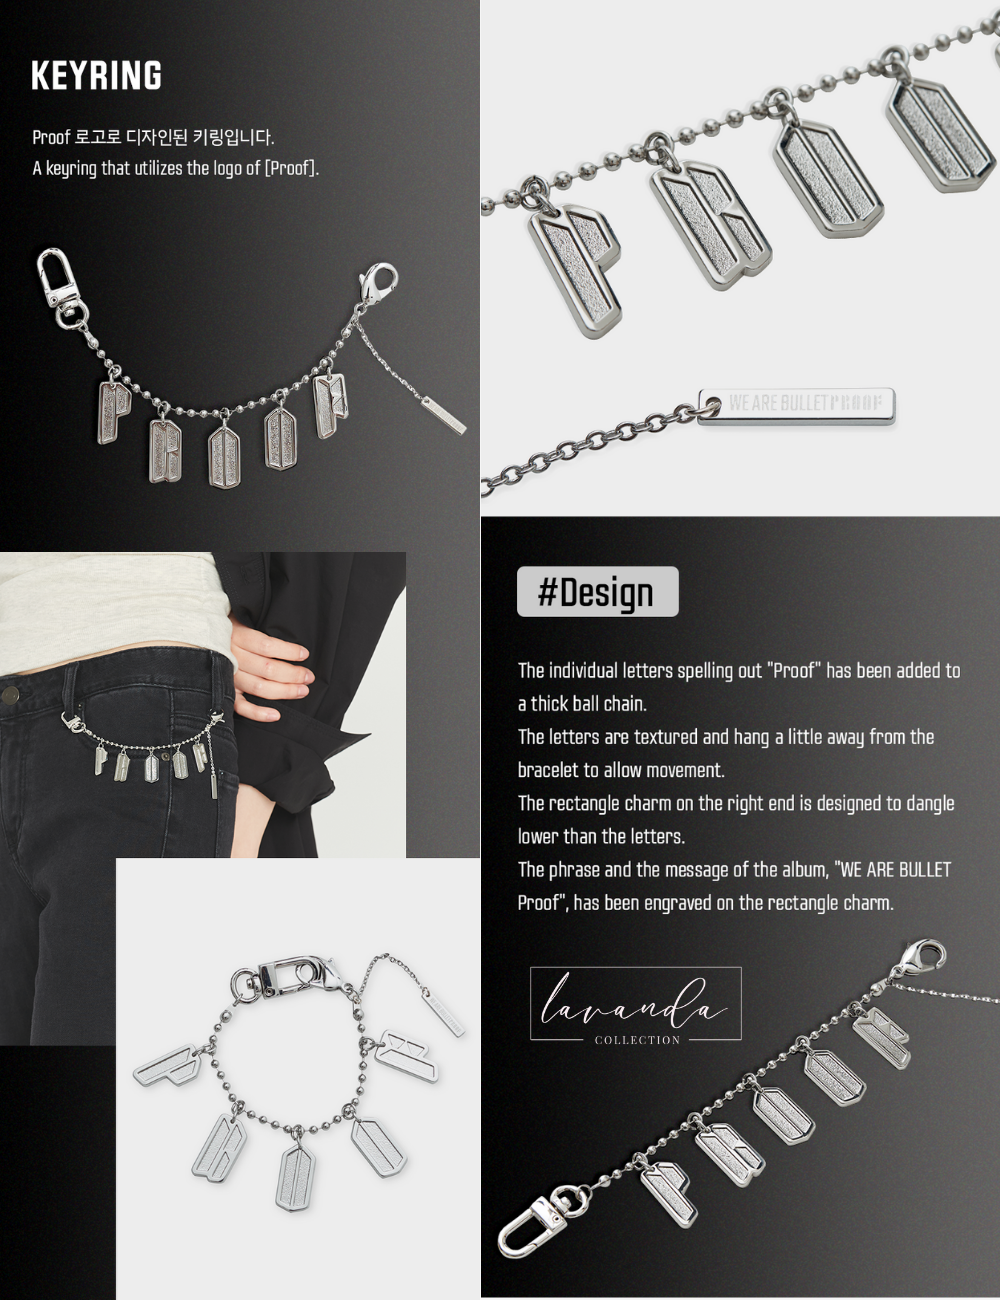 KEYRING
Proof 로고로 디자인된 키링입니다.
A keyring that utilizes the logo of [Proof].
WE ARE BULLETPROOF
#Design
The individual letters spelling out "Proof" has been added to
a thick ball chain.
The letters are textured and hang a little away from the
bracelet to allow movement.
The rectangle charm on the right end is designed to dangle
lower than the letters.
The phrase and the message of the album, "WE ARE BULLET
Proof", has been engraved on the rectangle charm.
lavanda
COLLECTION